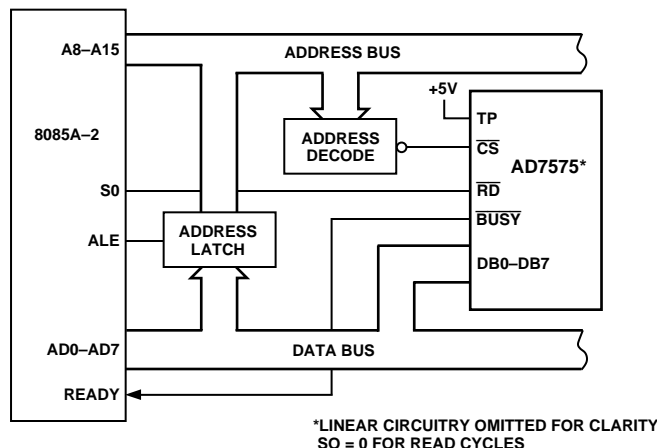 A8–A15
ADDRESS BUS
+5V
TP
8085A–2
ADDRESS
DECODE
CS
AD7575*
S0
RD
ADDRESS
LATCH
BUSY
ALE
DB0–DB7
AD0–AD7
DATA BUS
READY
*LINEAR CIRCUITRY OMITTED FOR CLARITY
SO = 0 FOR READ CYCLES